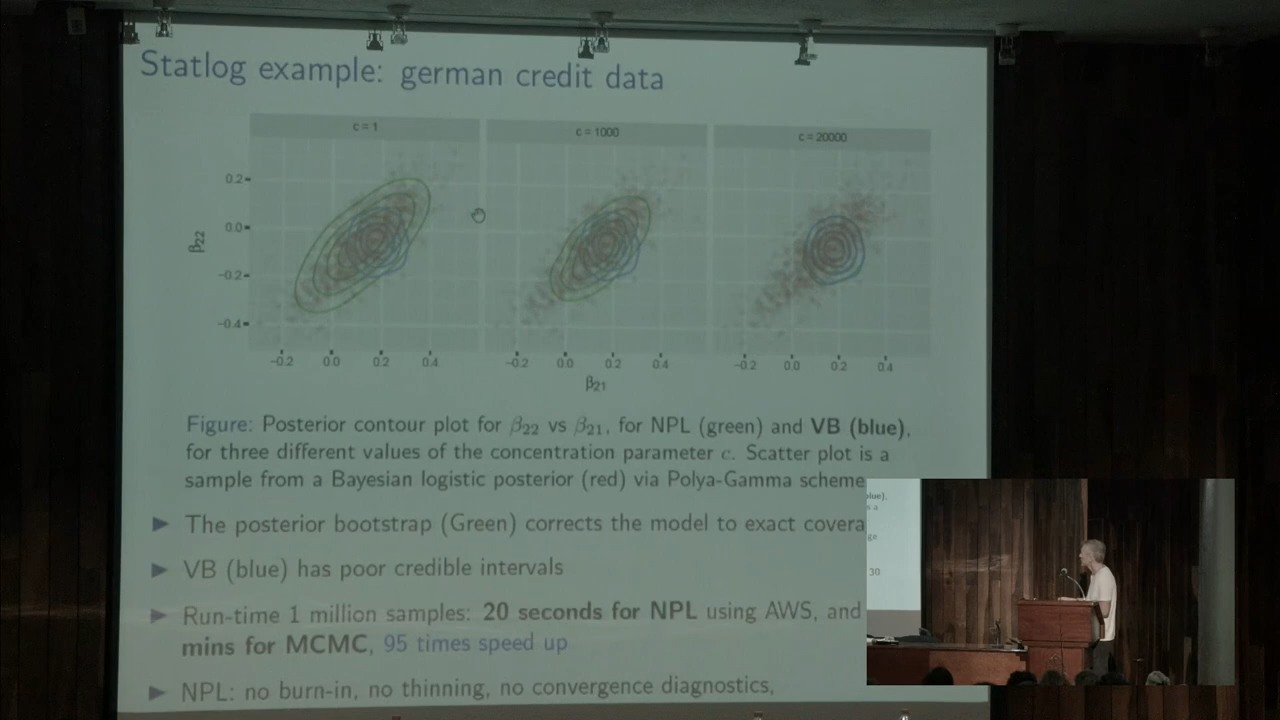 Statlog example: german credit data
c = 1
c = 1000
c = 20000
0.2
0.0
−0.2
−0.4
β22
−0.2 0.0 0.2 0.4
−0.2 0.0 0.2 0.4
−0.2 0.0 0.2 0.4
β21
Figure: Posterior contour plot for β22 vs β21, for NPL (green) and VB (blue),
for three different values of the concentration parameter c. Scatter plot is a
sample from a Bayesian logistic posterior (red) via Polya-Gamma scheme
▶ The posterior bootstrap (Green) corrects the model to exact covera
▶ VB (blue) has poor credible intervals
▶ Run-time 1 million samples: 20 seconds for NPL using AWS, and
mins for MCMC, 95 times speed up
▶ NPL: no burn-in, no thinning, no convergence diagnostics,
lue),
s a
ge
30